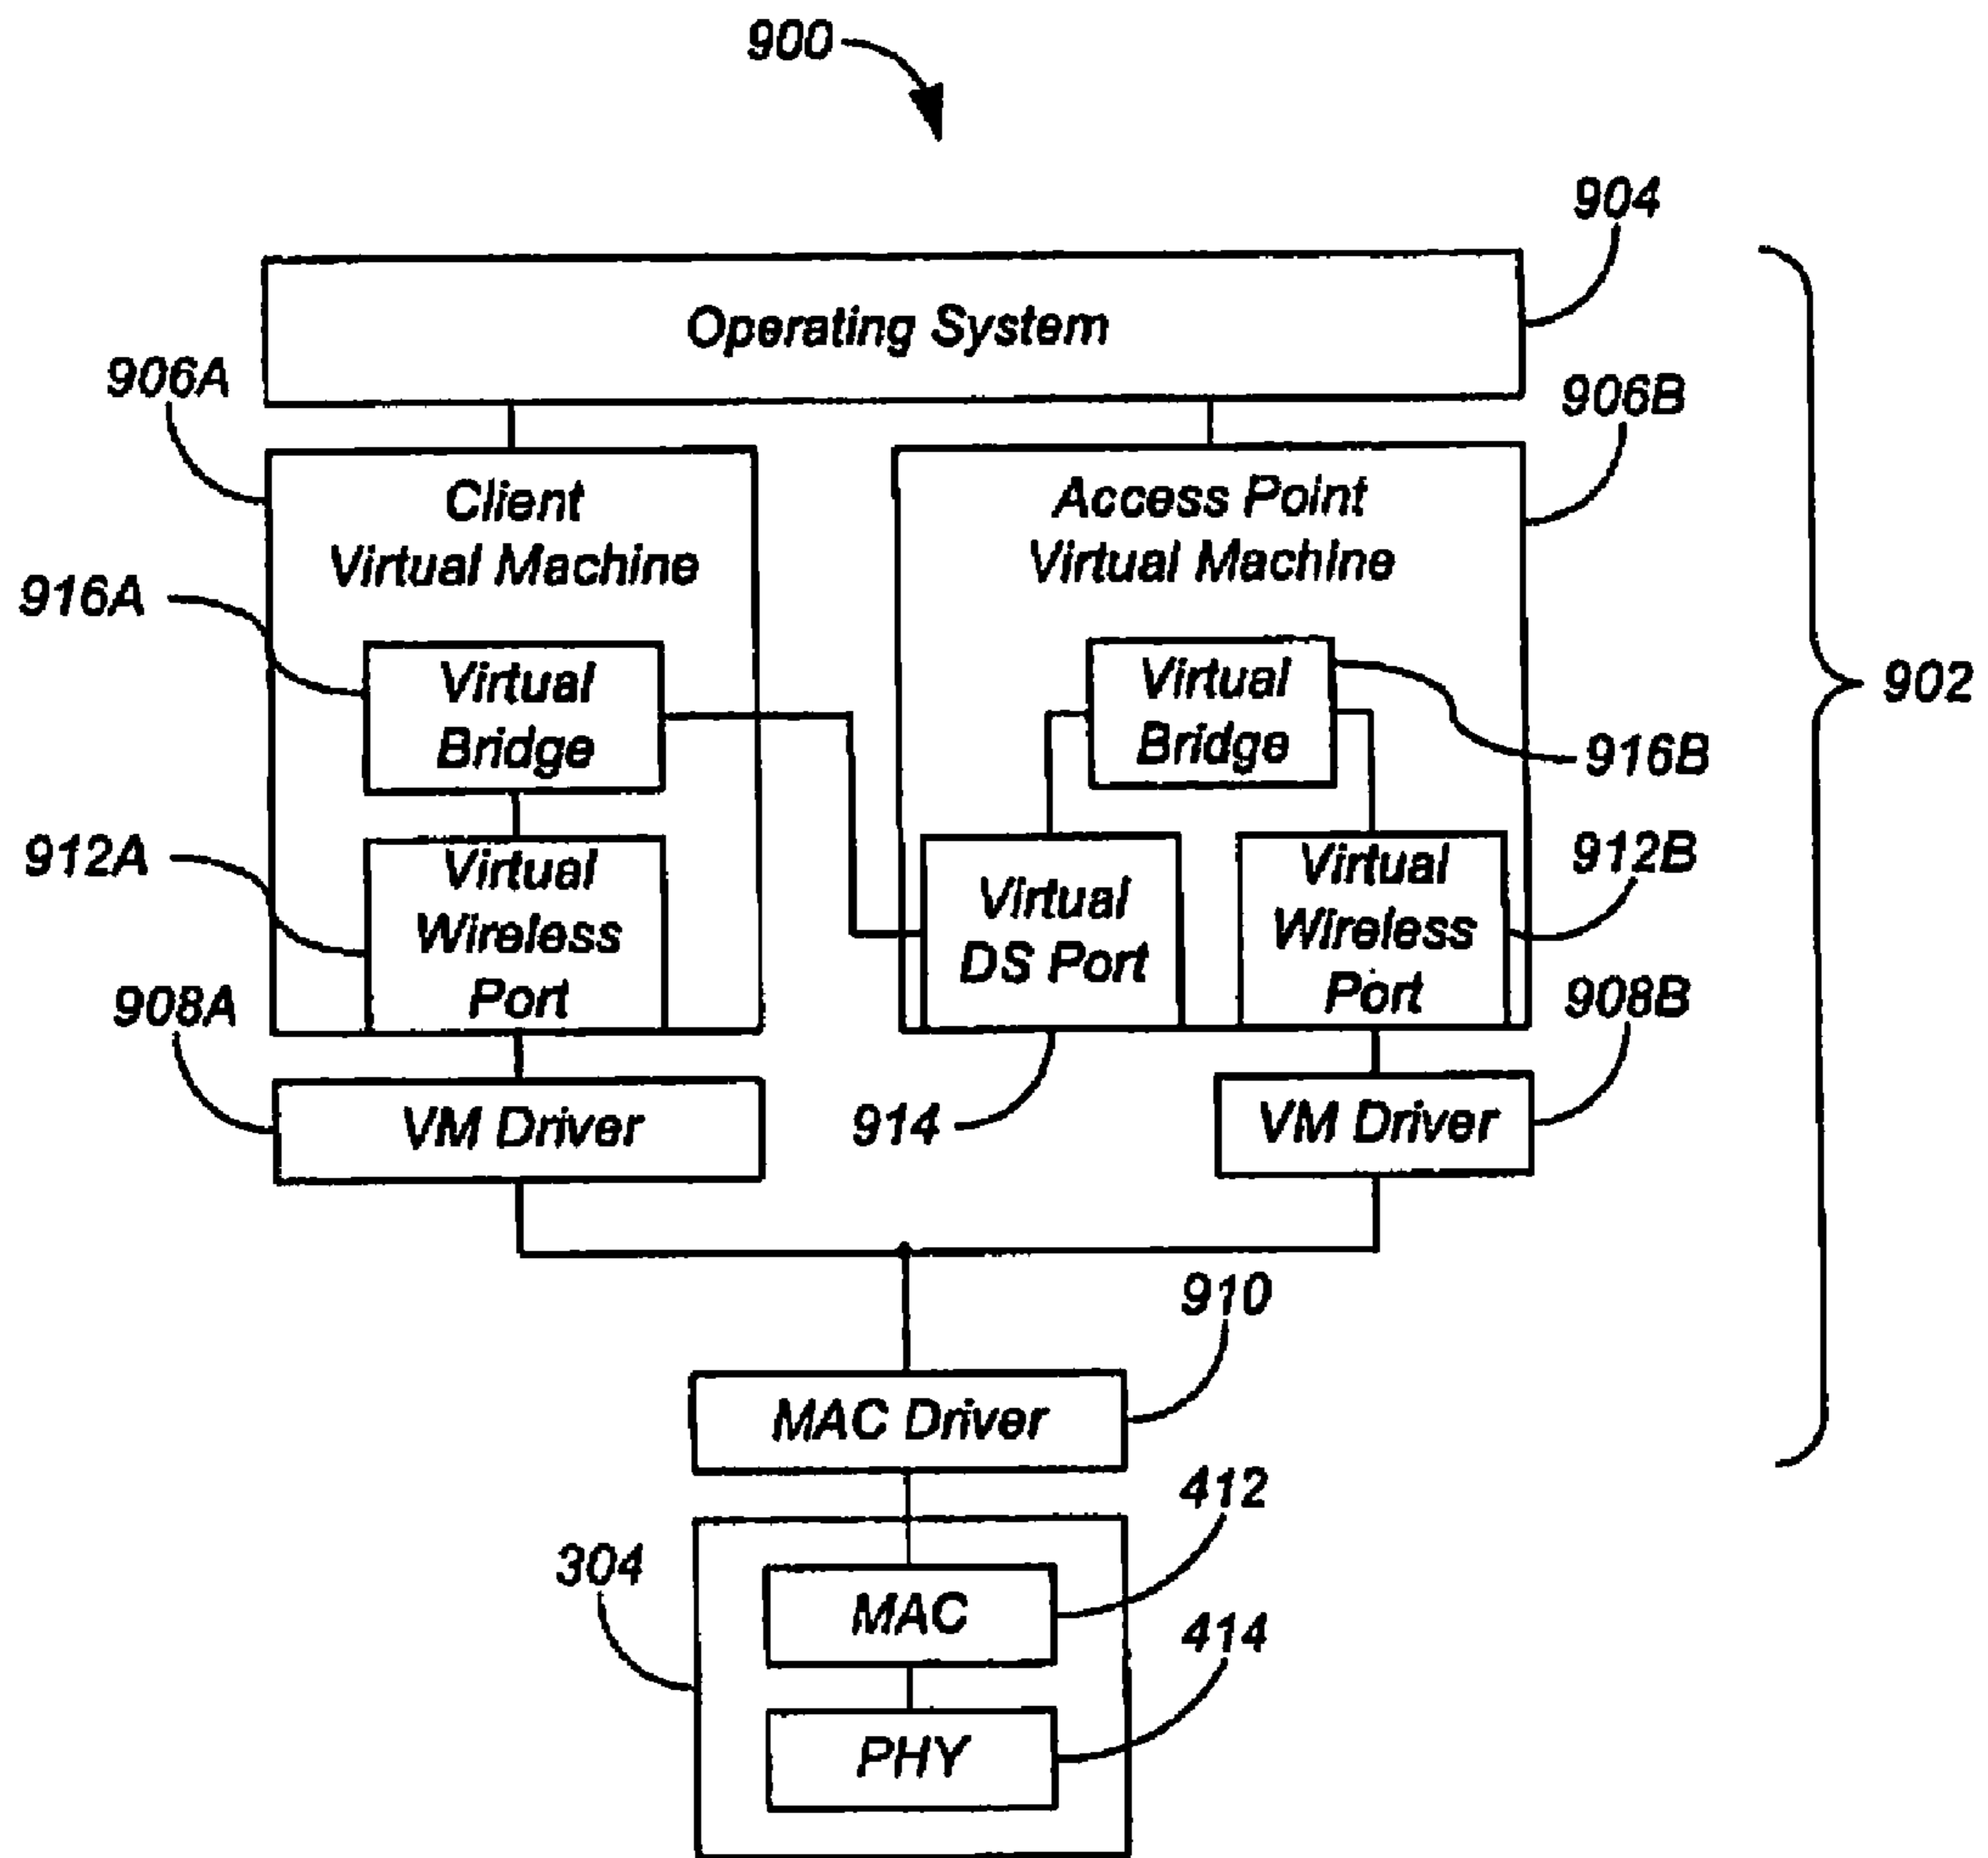 900
904
Operating System
906A
906B
Client
Virtual Machine
Access Point
Virtual Machine
916A
Virtual
Bridge
Virtual
Bridge
902
916B
912A
Virtual
Wireless
Port
Virtual
DS Port
Virtual
Wireless
Port
912B
908A
908B
VM Driver
914
VM Driver
910
MAC Driver
412
304
MAC
414
PHY